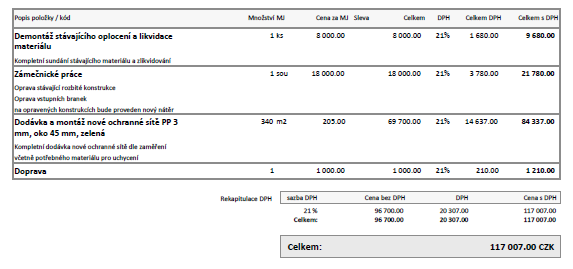 Popis položky / kód Množství MJ Cena za MJ Sleva Celkem DPH Celkem DPH Celkem s DPH
Demontáž stávajícího oplocení a likvidace materiálu 1 ks 8 000.00 8 000.00 21% 1 680.00 9 680.00
Kompletní sundání stávajícího materiálu a zlikvidování
Zámečnické práce 1 sou 18 000.00 18 000.00 21% 3 780.00 21 780.00
Oprava stávající rozbité konstrukce
Oprava vstupních branek
na opravených konstrukcích bude proveden nový nátěr
Dodávka a montáž nové ochranné sítě PP 3 mm, oko 45 mm, zelená 340 m2 205.00 69 700.00 21% 14 637.00 84 337.00
Kompletní dodávka nové ochranné sítě dle zaměření
včetně potřebného materiálu pro uchycení
Doprava 1 1 000.00 1 000.00 21% 210.00 1 210.00
Rekapitulace DPH sazba DPH Cena bez DPH DPH Cena s DPH
21 % 96 700.00 20 307.00 117 007.00
Celkem: 96 700.00 20 307.00 117 007.00
Celkem: 117 007.00 CZK